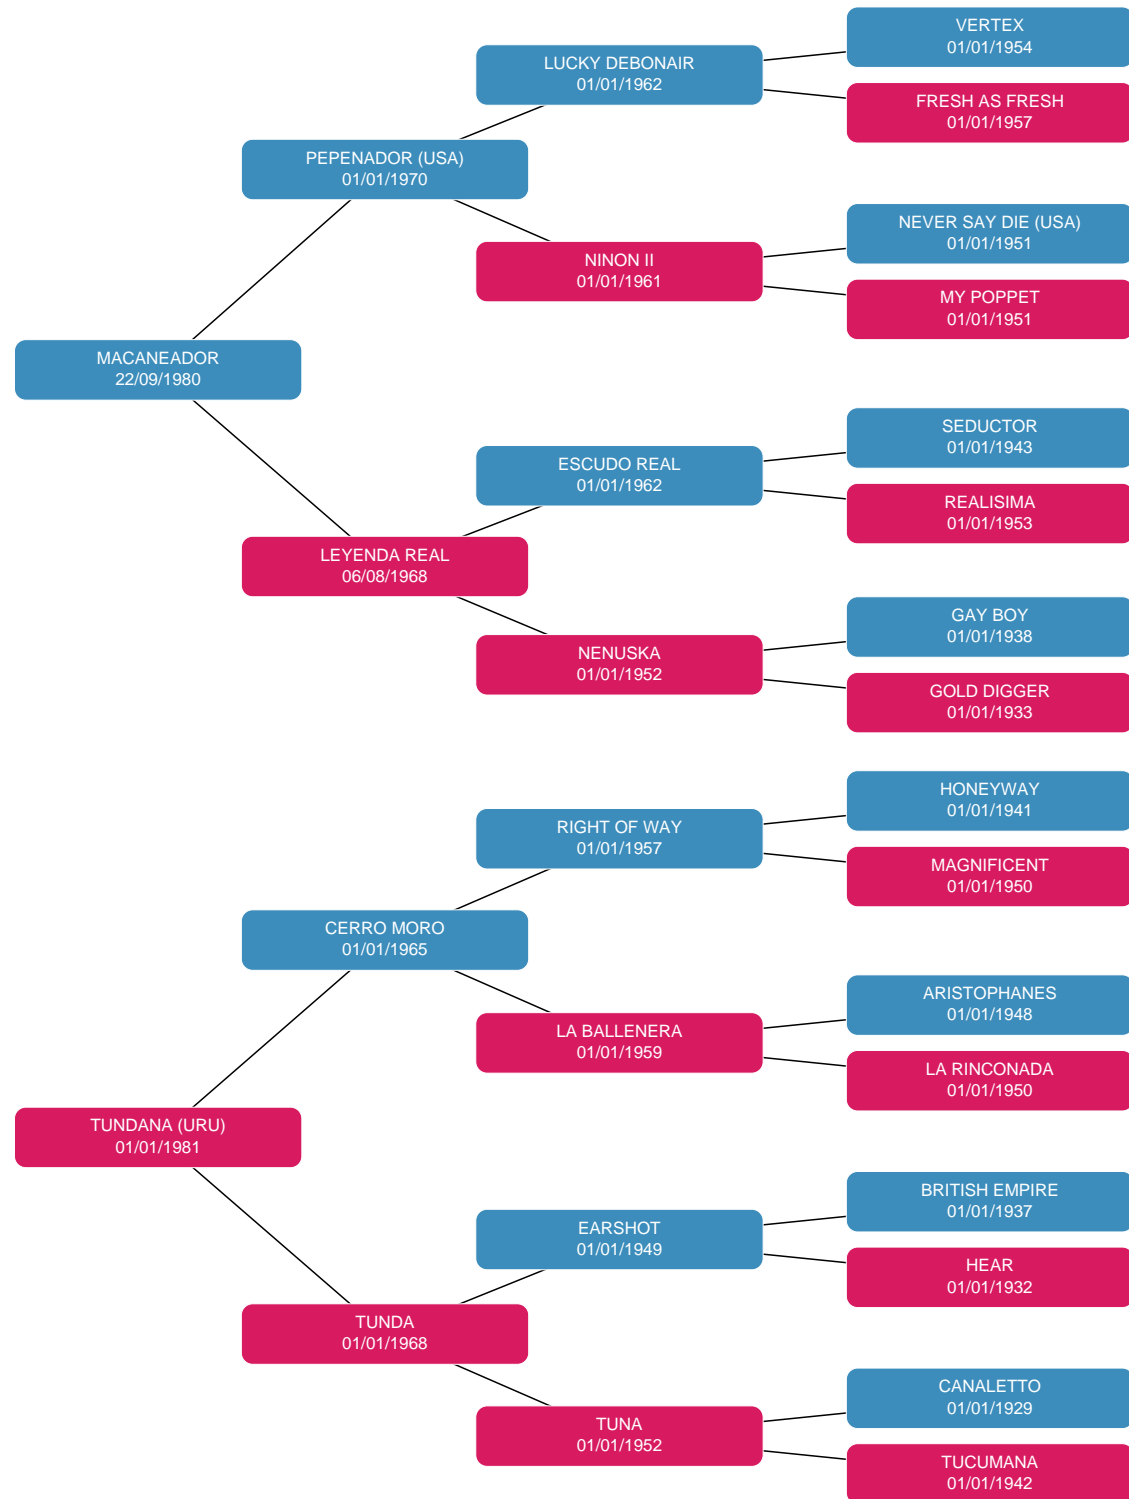 VERTEX
01/01/1954
LUCKY DEBONAIR
01/01/1962
FRESH AS FRESH
01/01/1957
PEPENADOR (USA)
01/01/1970
NEVER SAY DIE (USA)
01/01/1951
NINON II
01/01/1961
MY POPPET
01/01/1951
MACANEADOR
22/09/1980
SEDUCTOR
01/01/1943
ESCUDO REAL
01/01/1962
REALISIMA
01/01/1953
LEYENDA REAL
06/08/1968
GAY BOY
01/01/1938
NENUSKA
01/01/1952
GOLD DIGGER
01/01/1933
HONEYWAY
01/01/1941
RIGHT OF WAY
01/01/1957
MAGNIFICENT
01/01/1950
CERRO MORO
01/01/1965
ARISTOPHANES
01/01/1948
LA BALLENERA
01/01/1959
LA RINCONADA
01/01/1950
TUNDANA (URU)
01/01/1981
BRITISH EMPIRE
01/01/1937
EARSHOT
01/01/1949
HEAR
01/01/1932
TUNDA
01/01/1968
CANALETTO
01/01/1929
TUNA
01/01/1952
TUCUMANA
01/01/1942